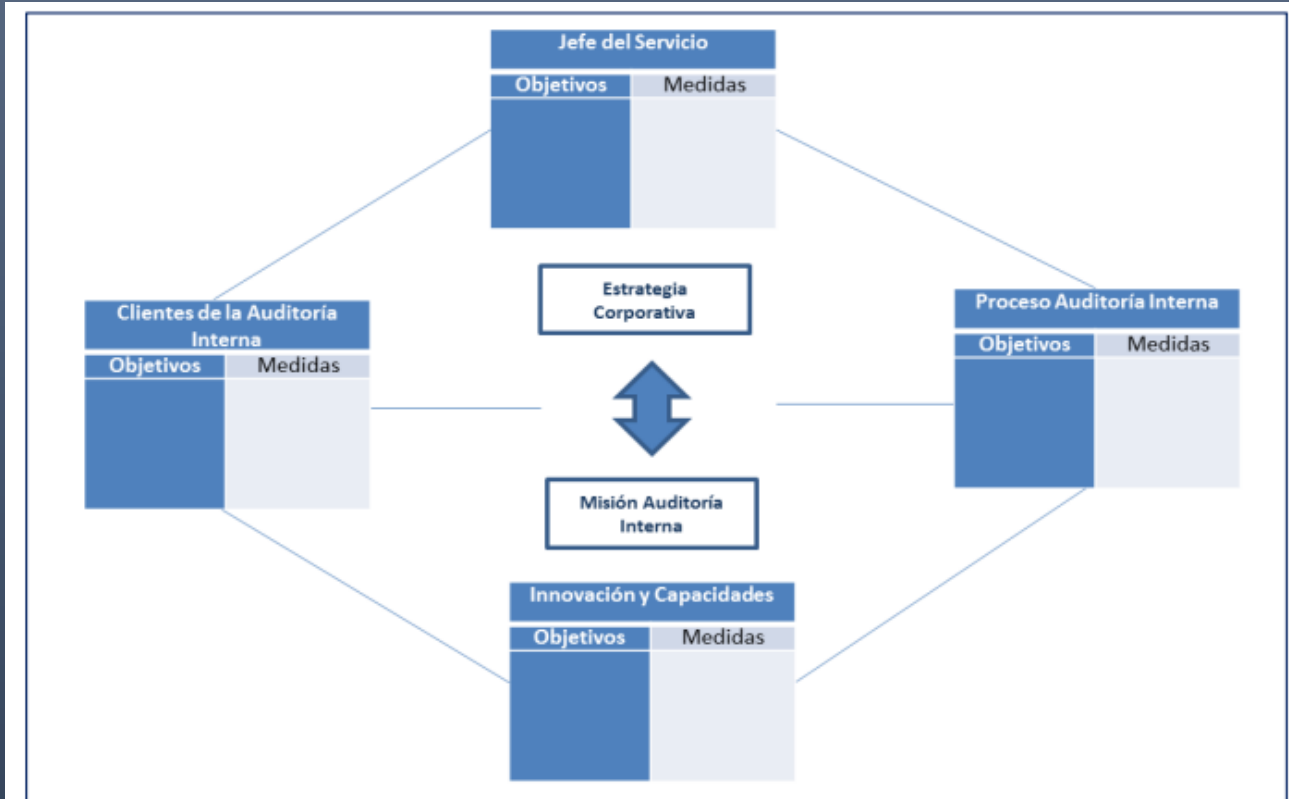 Jefe del Servicio
Objetivos Medidas
Estrategia
Corporativa
Clientes de la Auditoría
Interna
Objetivos Medidas
Proceso Auditoría Interna
Objetivos Medidas
Misión Auditoría
Interna
Innovación y Capacidades
Objetivos Medidas